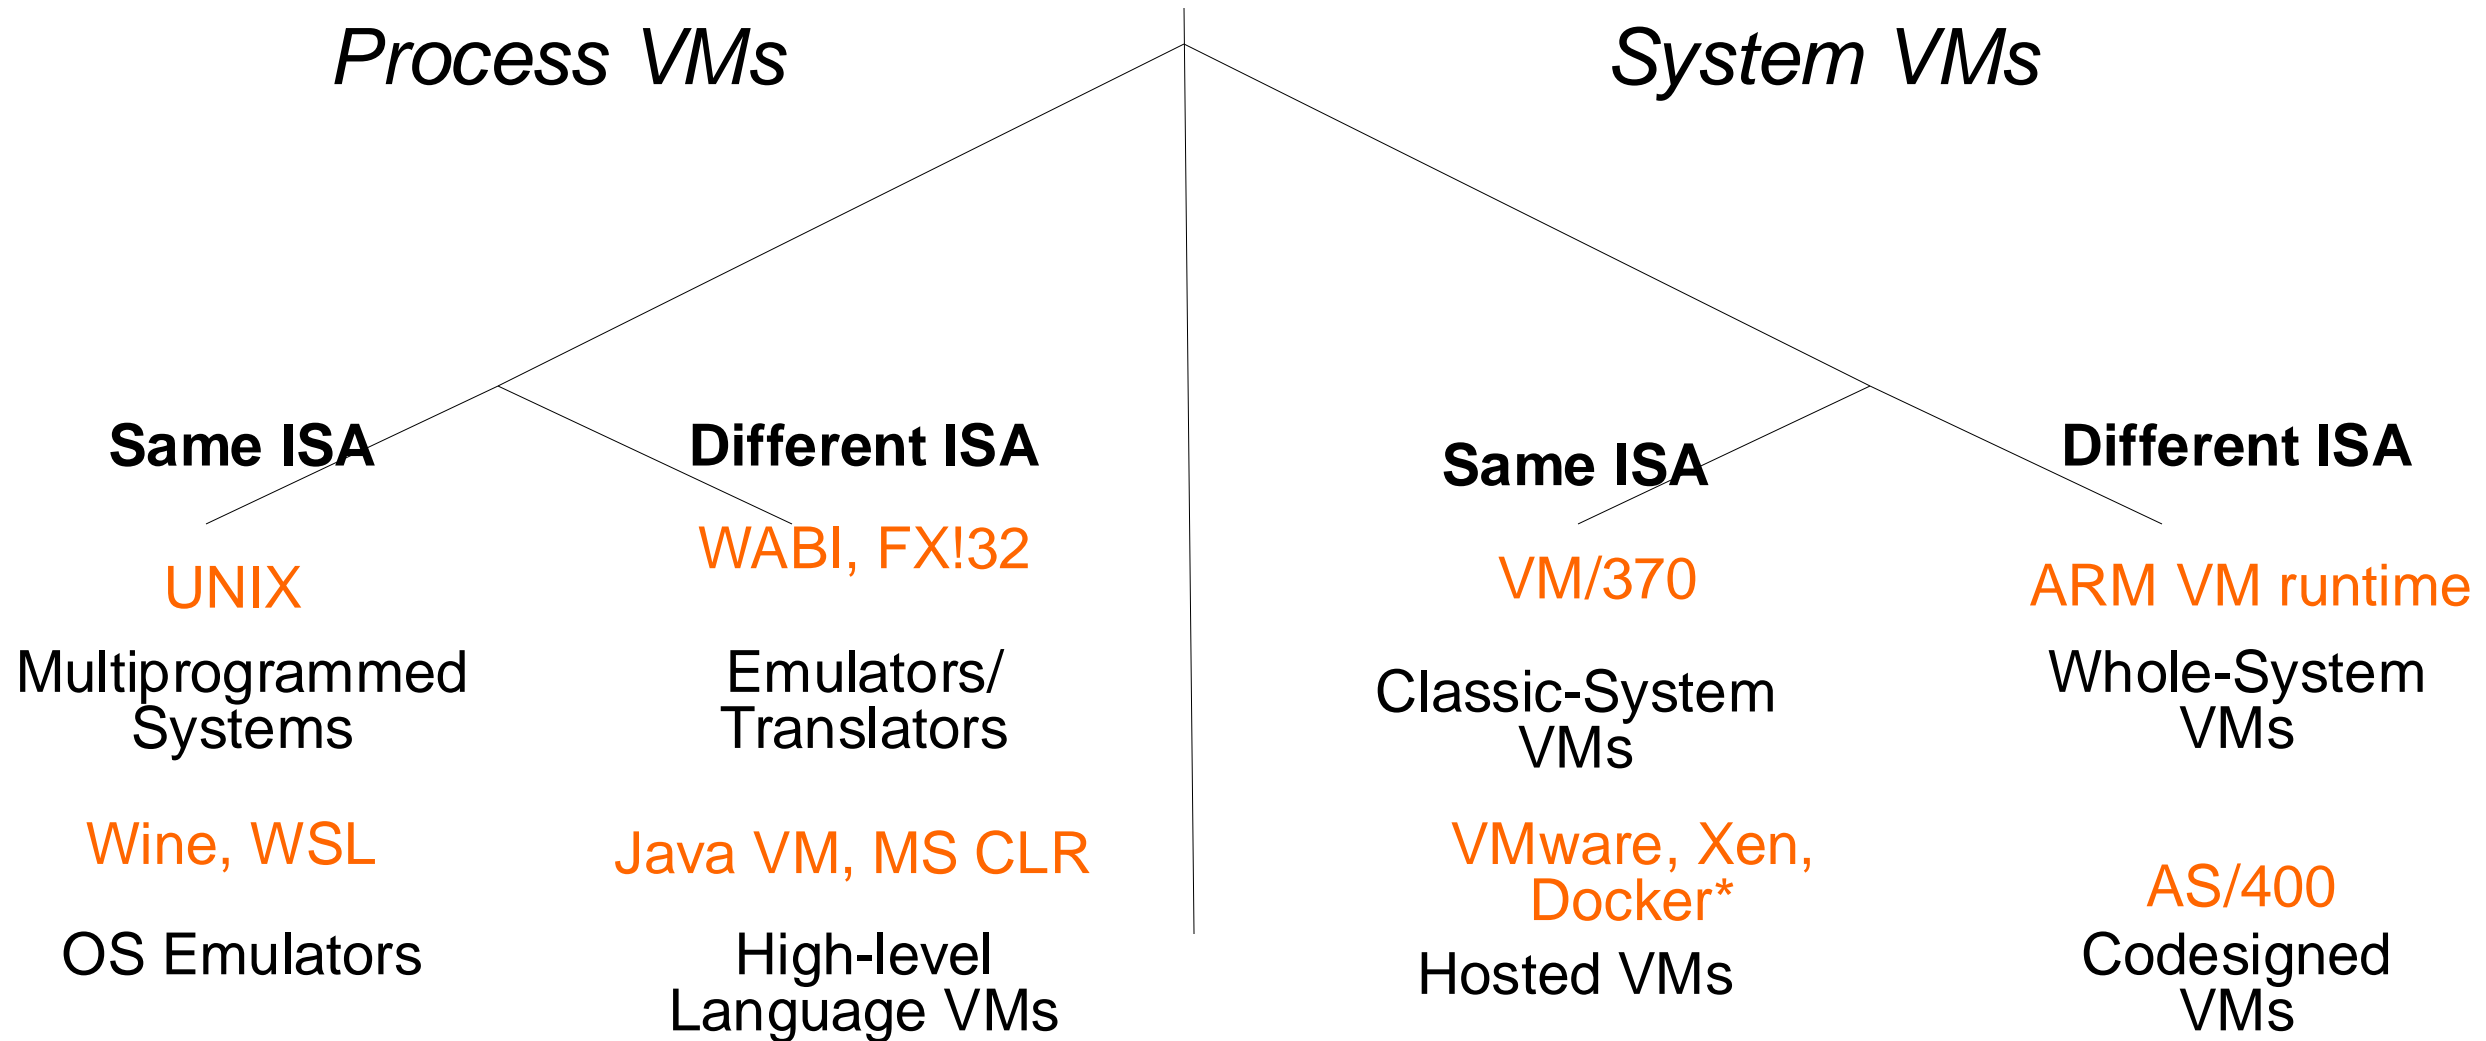 Process VMs
System VMs
Same ISA
Different ISA
Same ISA
Different ISA
UNIX
Multiprogrammed
Systems
Wine, WSL
OS Emulators
WABI, FX!32
Emulators/
Translators
Java VM, MS CLR
High-level
Language VMs
VM/370
Classic-System
VMs
VMware, Xen,
Docker*
Hosted VMs
ARM VM runtime
Whole-System
VMs
AS/400
Codesigned
VMs